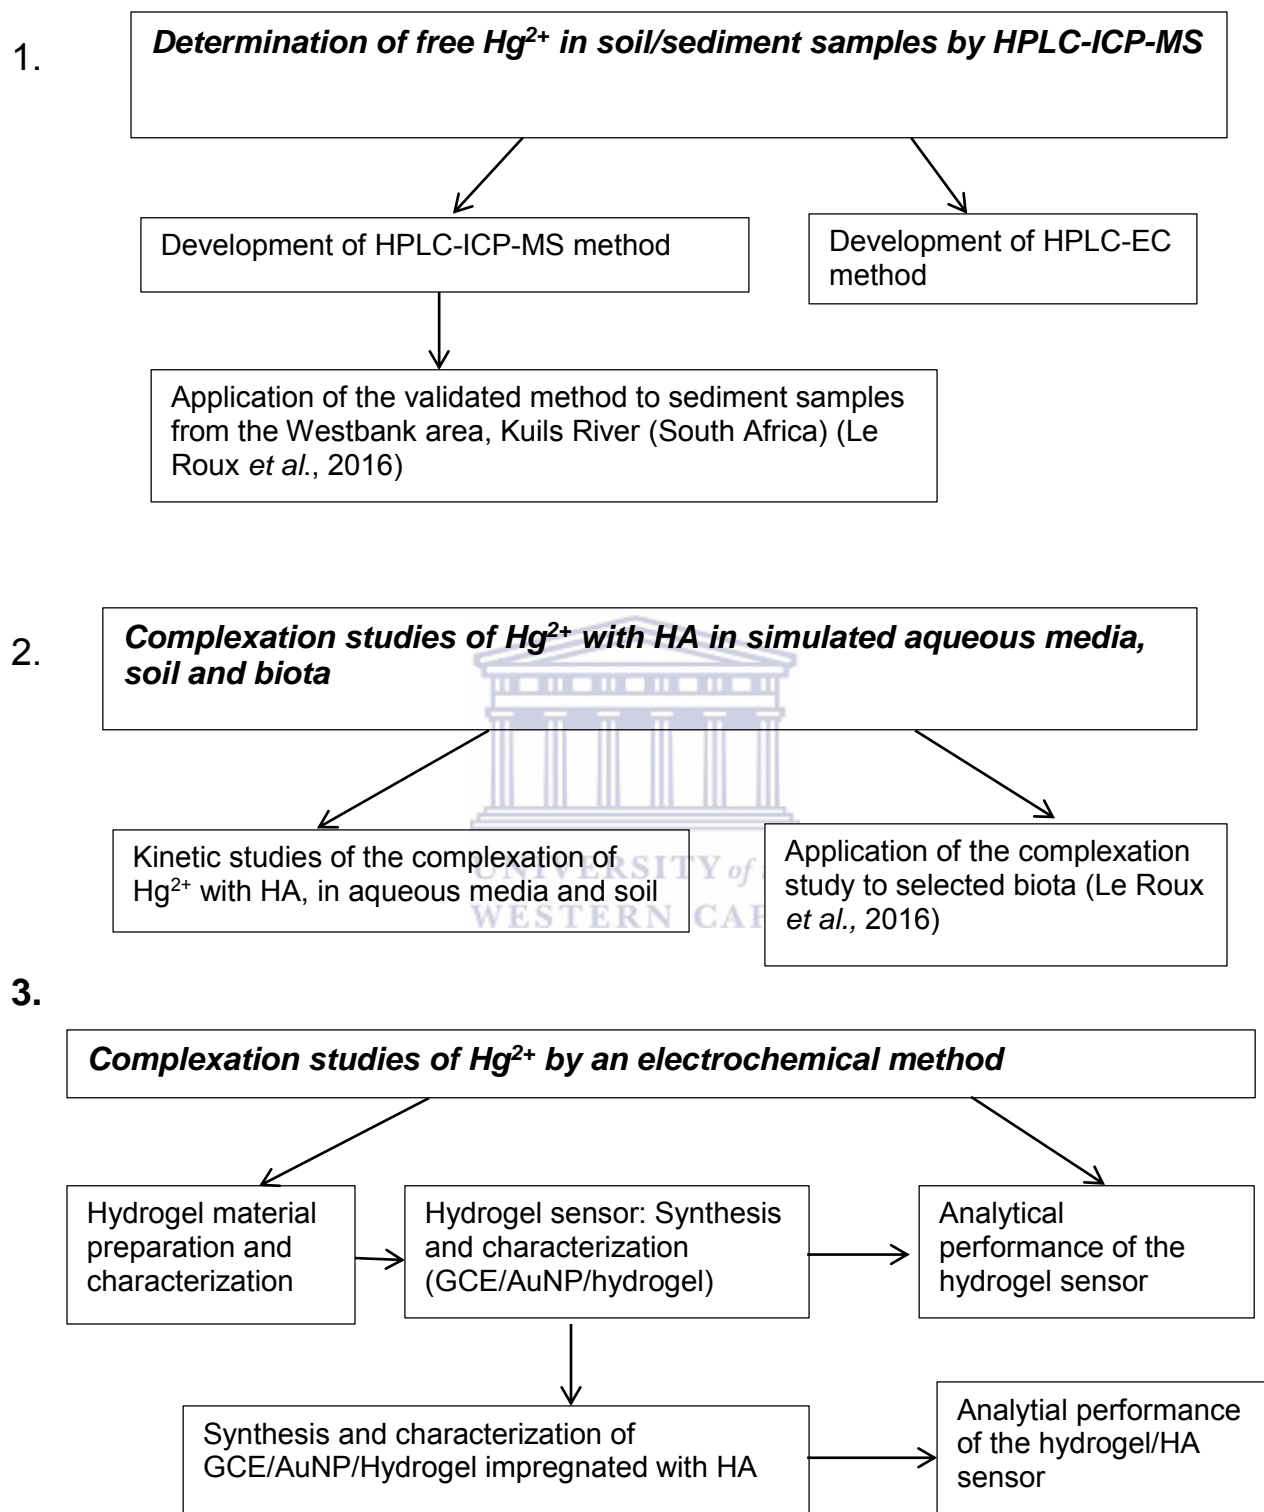 1.
Determination of free Hg²⁺ in soil/sediment samples by HPLC-ICP-MS
Development of HPLC-ICP-MS method
Development of HPLC-EC
method
Application of the validated method to sediment samples
from the Westbank area, Kuils River (South Africa) (Le
Roux et al., 2016)
2.
Complexation studies of Hg²⁺ with HA in simulated aqueous media,
soil and biota
Kinetic studies of the complexation of
Hg²⁺ with HA, in aqueous media and soil
Application of the complexation
study to selected biota (Le Roux
et al., 2016)
UNIVERSITY of
WESTERN
3.
Complexation studies of Hg²⁺ by an electrochemical method
Hydrogel material
preparation and
characterization
Hydrogel sensor: Synthesis
and characterization
(GCE/AuNP/hydrogel)
Analytical
performance of the
hydrogel sensor
Synthesis and characterization of
GCE/AuNP/Hydrogel impregnated with HA
Analytial performance
of the hydrogel/HA
sensor